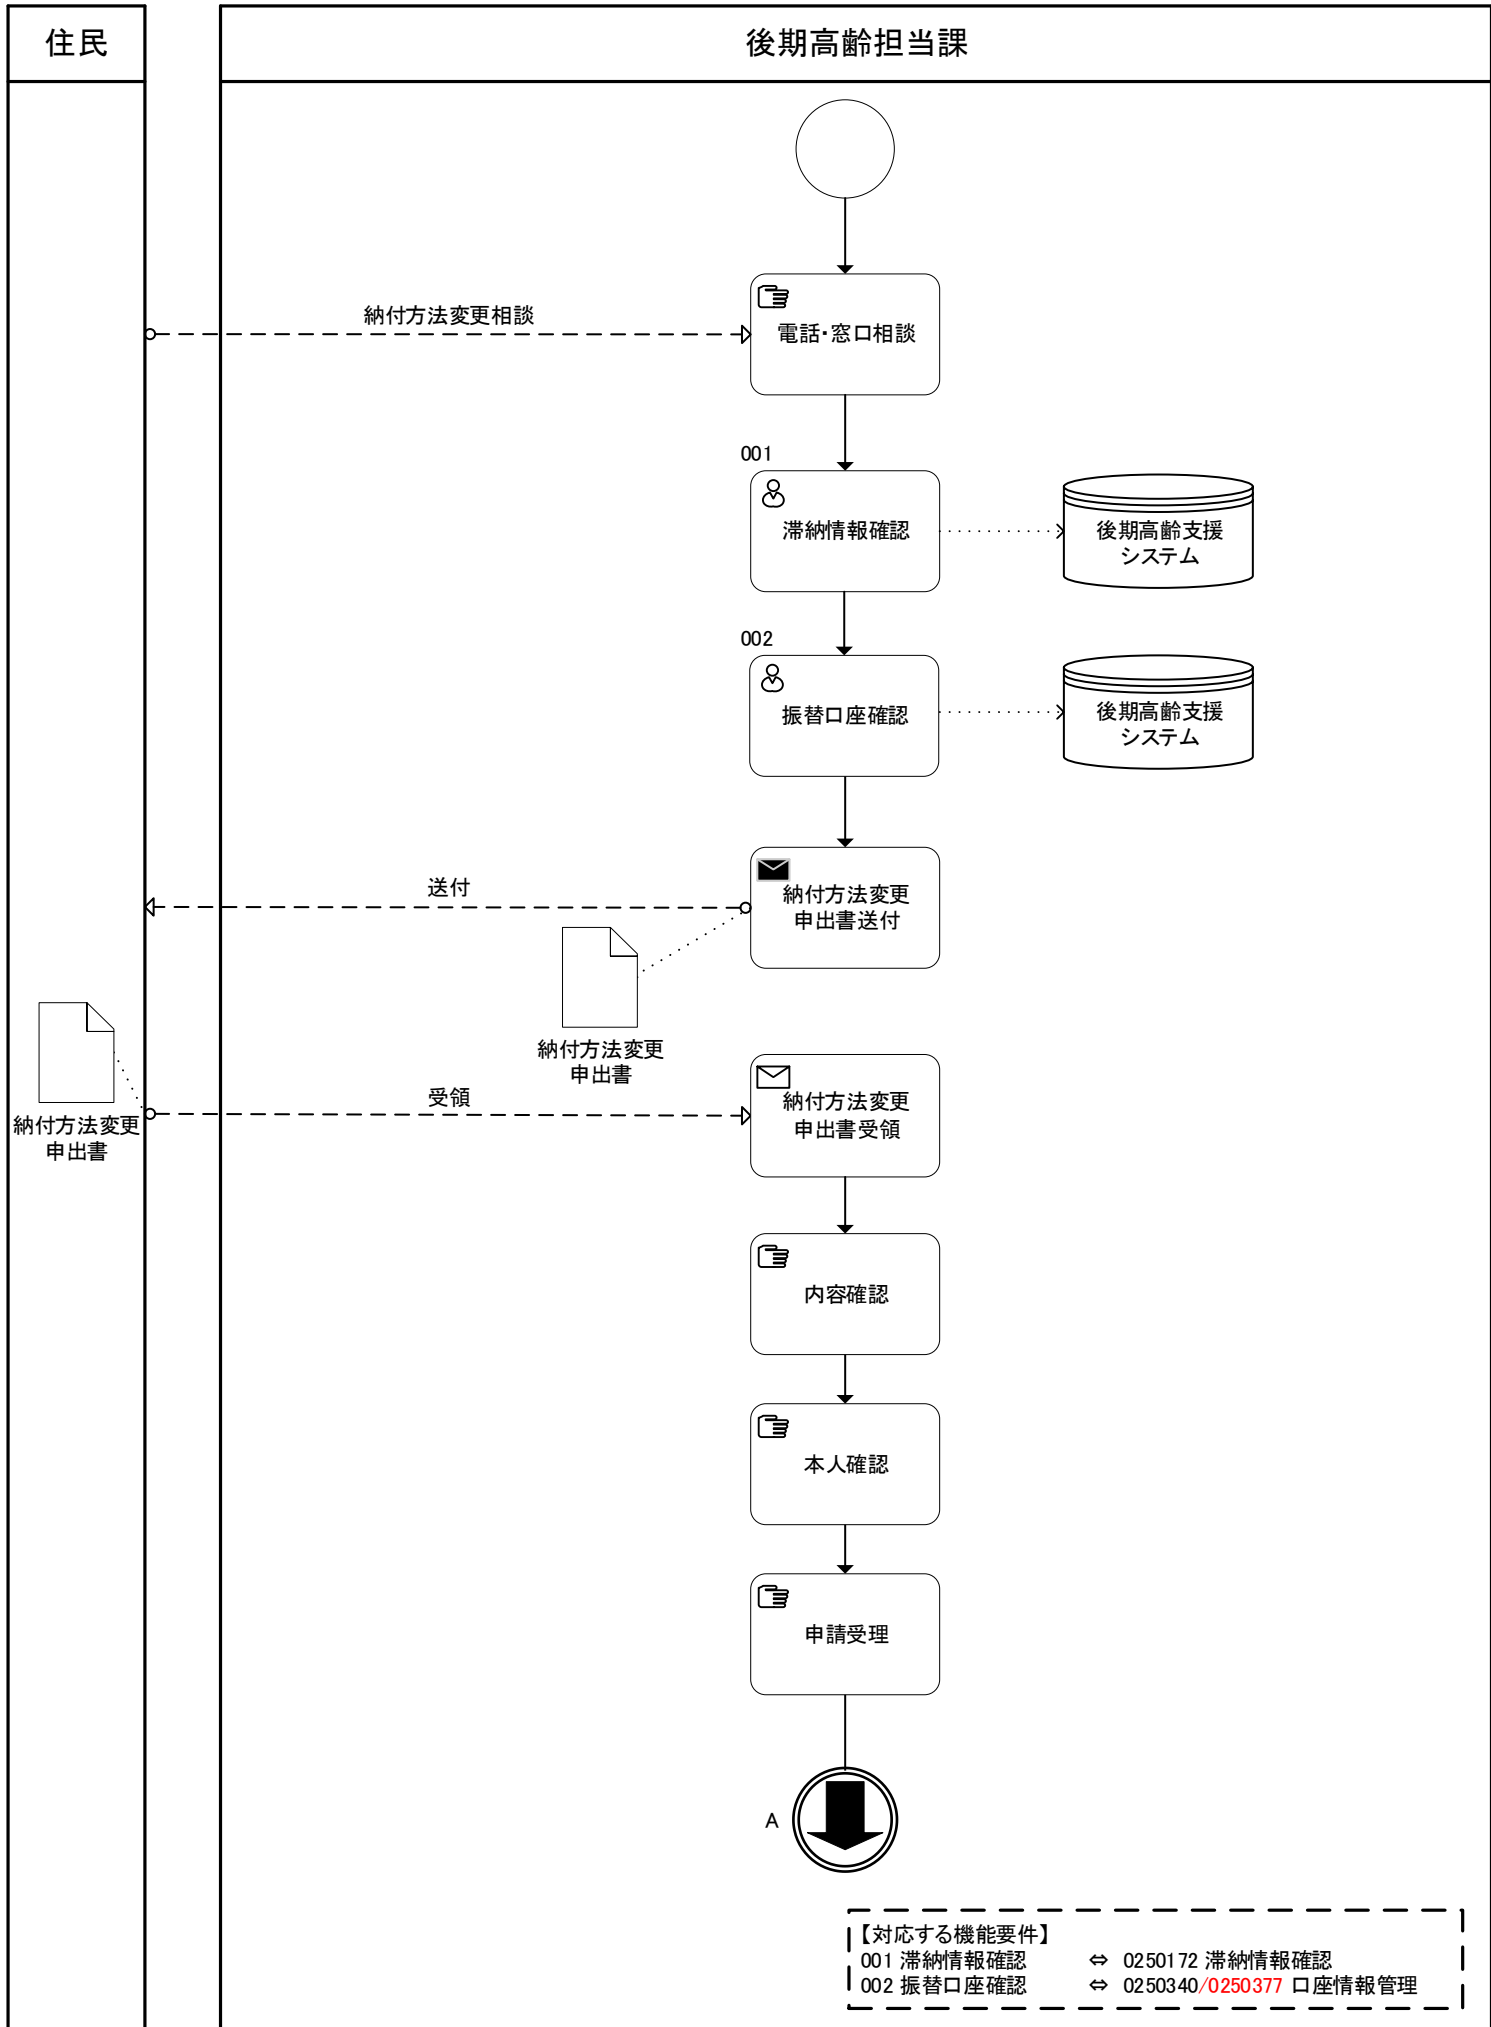 住民
後期高齢担当課
納付方法変更相談
電話・窓口相談
001
滞納情報確認
後期高齢支援
システム
002
振替口座確認
後期高齢支援
システム
送付
納付方法変更
申出書送付
納付方法変更
申出書
納付方法変更
申出書
受領
納付方法変更
申出書受領
内容確認
本人確認
申請受理
A
【対応する機能要件】
001 滞納情報確認 ⇔ 0250172 滞納情報確認
002 振替口座確認 ⇔ 0250340/0250377 口座情報管理